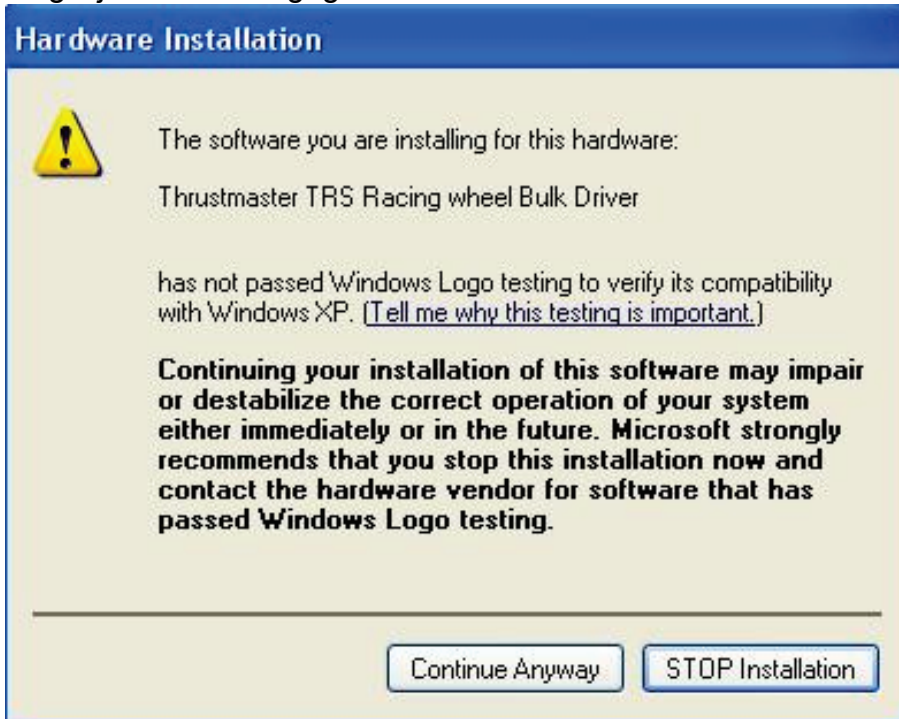 Hardware Installation
The software you are installing for this hardware:
Thrustmaster TRS Racing wheel Bulk Driver
has not passed Windows Logo testing to verify its compatibility
with Windows XP. (Tell me why this testing is important.)
Continuing your installation of this software may impair
or destabilize the correct operation of your system
either immediately or in the future. Microsoft strongly
recommends that you stop this installation now and
contact the hardware vendor for software that has
passed Windows Logo testing.
Continue Anyway STOP Installation